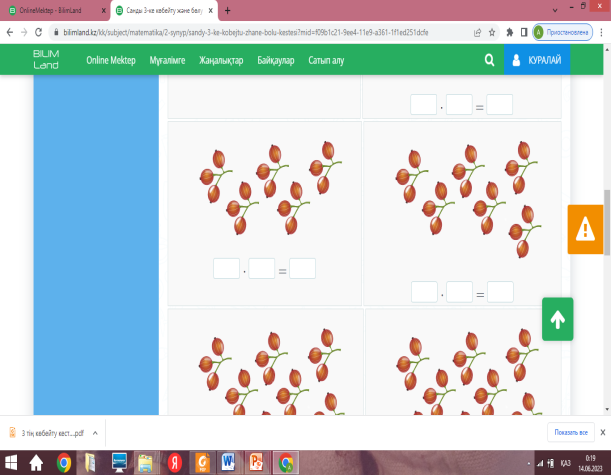 OnlineMektep - BilimLand
Санды 3-ке көбейту және бөлу
bilimland.kz/kk/subject/matematika/2-synyp/sandy-3-ke-kobejtu-zhane-bolu-kestesi?mid=f09b1c21-9ee4-11e9-a361-1f1ed251dcfe
Приостановлена
BILIM
Land
Online Mektep Мұғалімге Жаңалықтар Байқаулар Сатып алу
КУРАЛАЙ
· =
· =
· =
3 тің көбейту кест....pdf
Показать все
ҚАЗ
0:19
14.06.2023